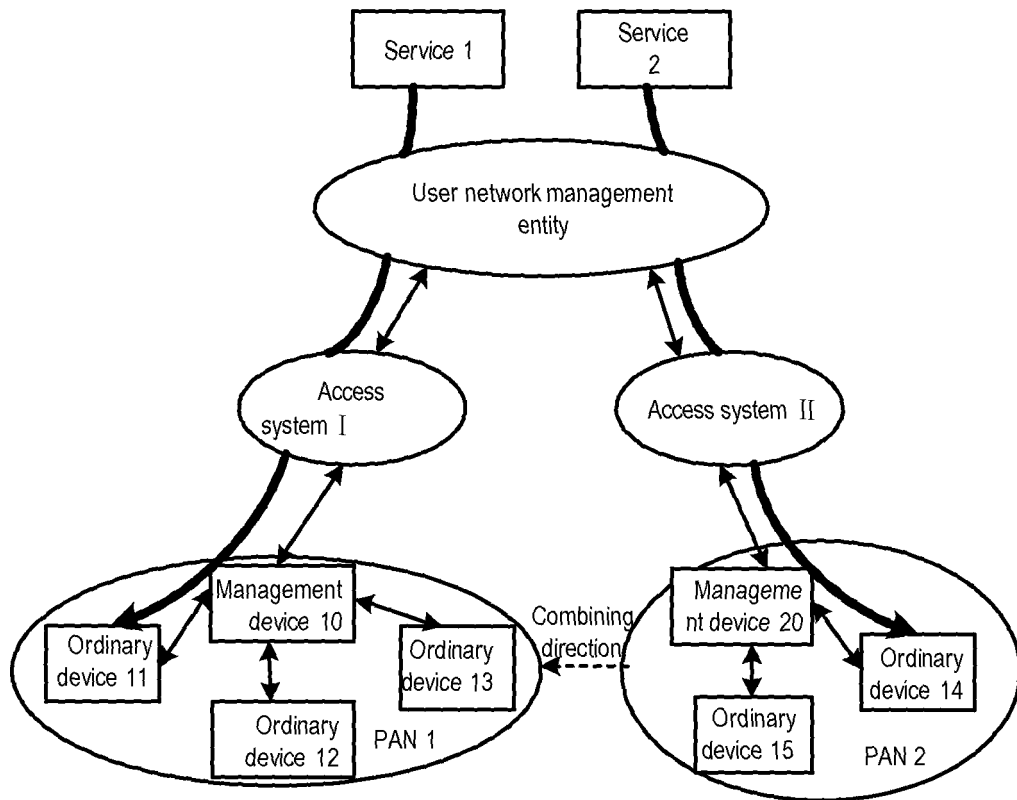 Service 1
Service
2
User network management
entity
Access
system I
Access system II
Management
device 10
Ordinary
device 11
Ordinary
device 13
Ordinary
device 12
PAN 1
Combining
direction
Manageme
nt device 20
Ordinary
device 14
Ordinary
device 15
PAN 2